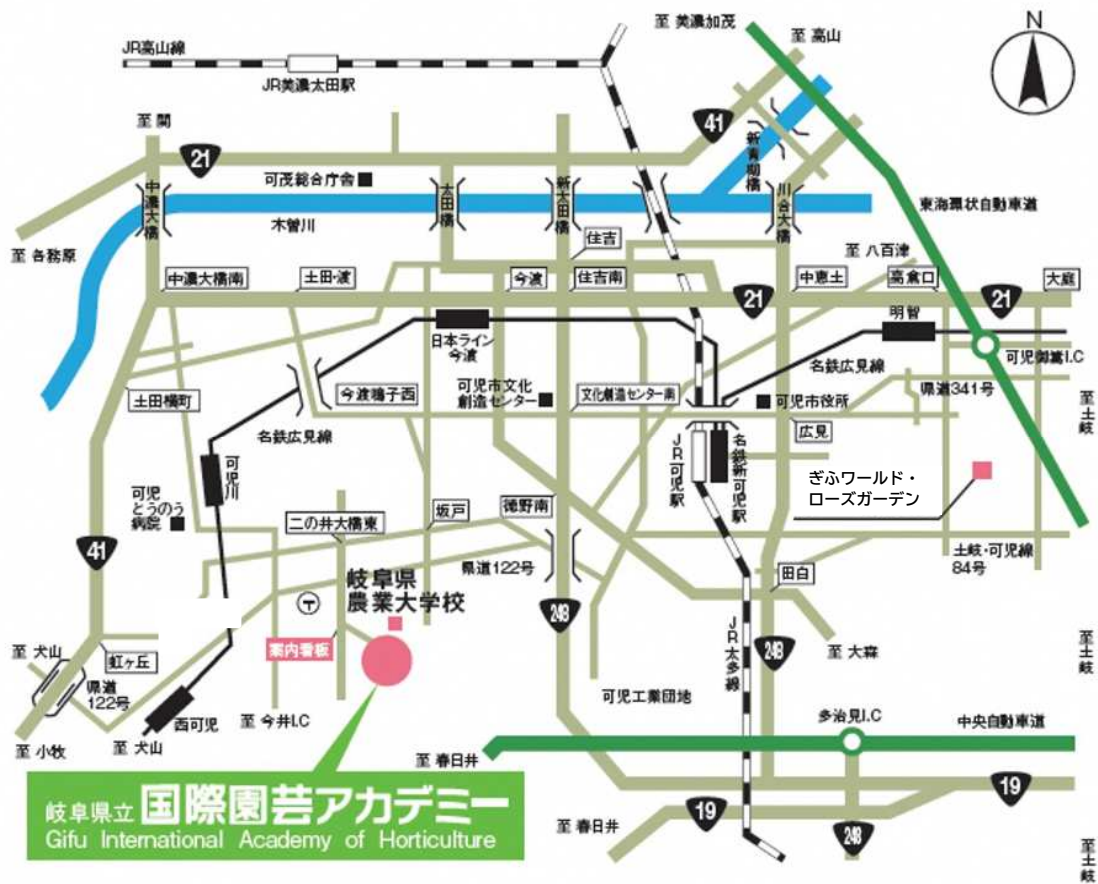 至 美濃加茂
N
至 高山
JR高山線
JR美濃太田駅
至 関
41
21
新青柳橋
可茂総合庁舎
中濃大橋
太田橋
新太田橋
川合大橋
東海環状自動車道
木曽川
至 各務原
住吉
至 八百津
中濃大橋南
土田・渡
今渡
住吉南
中恵土
高倉口
大庭
21
21
明智
日本ライン
今渡
可児御嵩I.C
名鉄広見線
県道341号
土田横町
今渡鳴子西
可児市文化
創造センター
文化創造センター南
可児市役所
至 土岐
名鉄広見線
広見
JR可児駅
名鉄新可児駅
可児川
ぎふワールド・
ローズガーデン
可児
とうのう
病院
坂戸
徳野南
二の井大橋東
41
県道122号
土岐・可児線
84号
田白
岐阜県
農業大学校
〒
248
JR太多線
248
至 土岐
案内看板
至 犬山
虹ヶ丘
至 大森
県道
122号
可児工業団地
西可児
至 今井I.C
多治見I.C
中央自動車道
至 小牧
至 犬山
至 春日井
岐阜県立 国際園芸アカデミー
Gifu International Academy of Horticulture
19
19
至 春日井
248
至 土岐